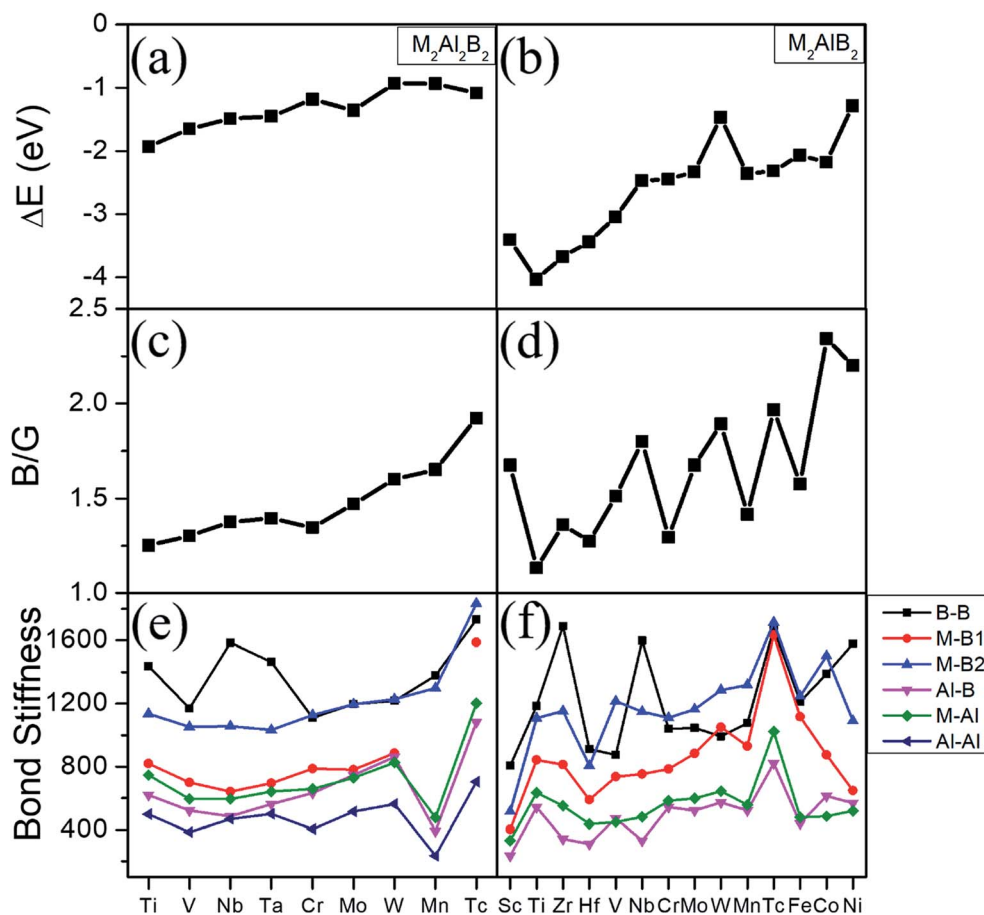 0
-1
-2
-3
-4
ΔE (eV)
(a)
M₂Al₂B₂
(b)
M₂AlB₂
2.5
2.0
1.5
1.0
B/G
(c)
(d)
1600
1200
800
400
Bond Stiffness
(e)
(f)
B-B
M-B1
M-B2
Al-B
M-Al
Al-Al
Ti V Nb Ta Cr Mo W Mn Tc
Sc Ti Zr Hf V Nb Cr Mo W Mn Tc Fe Co Ni